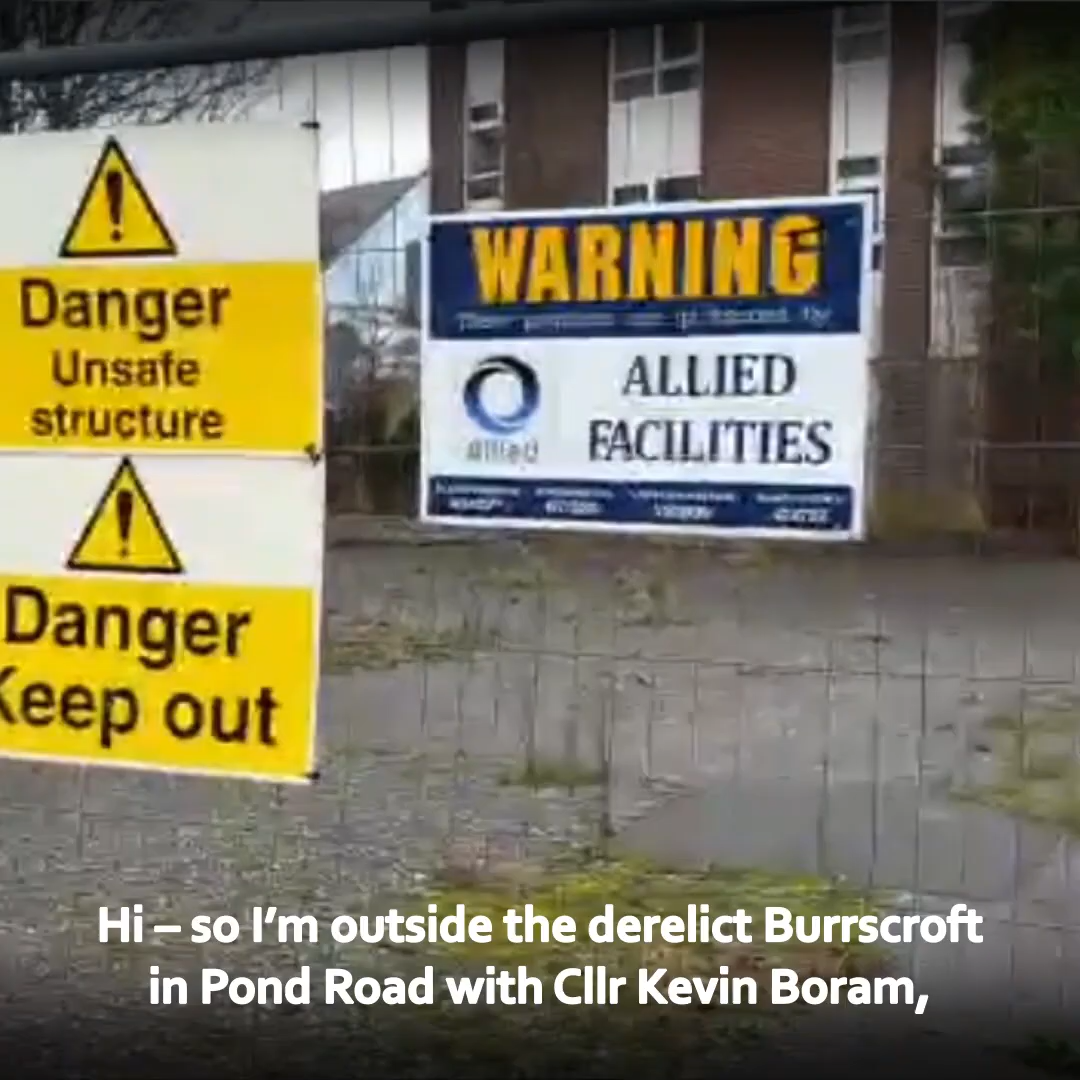 Danger
Unsafe
structure
Danger
Keep out
WARNING
ALLIED
FACILITIES
Allied
Hi – so I'm outside the derelict Burrscroft
in Pond Road with Cllr Kevin Boram,